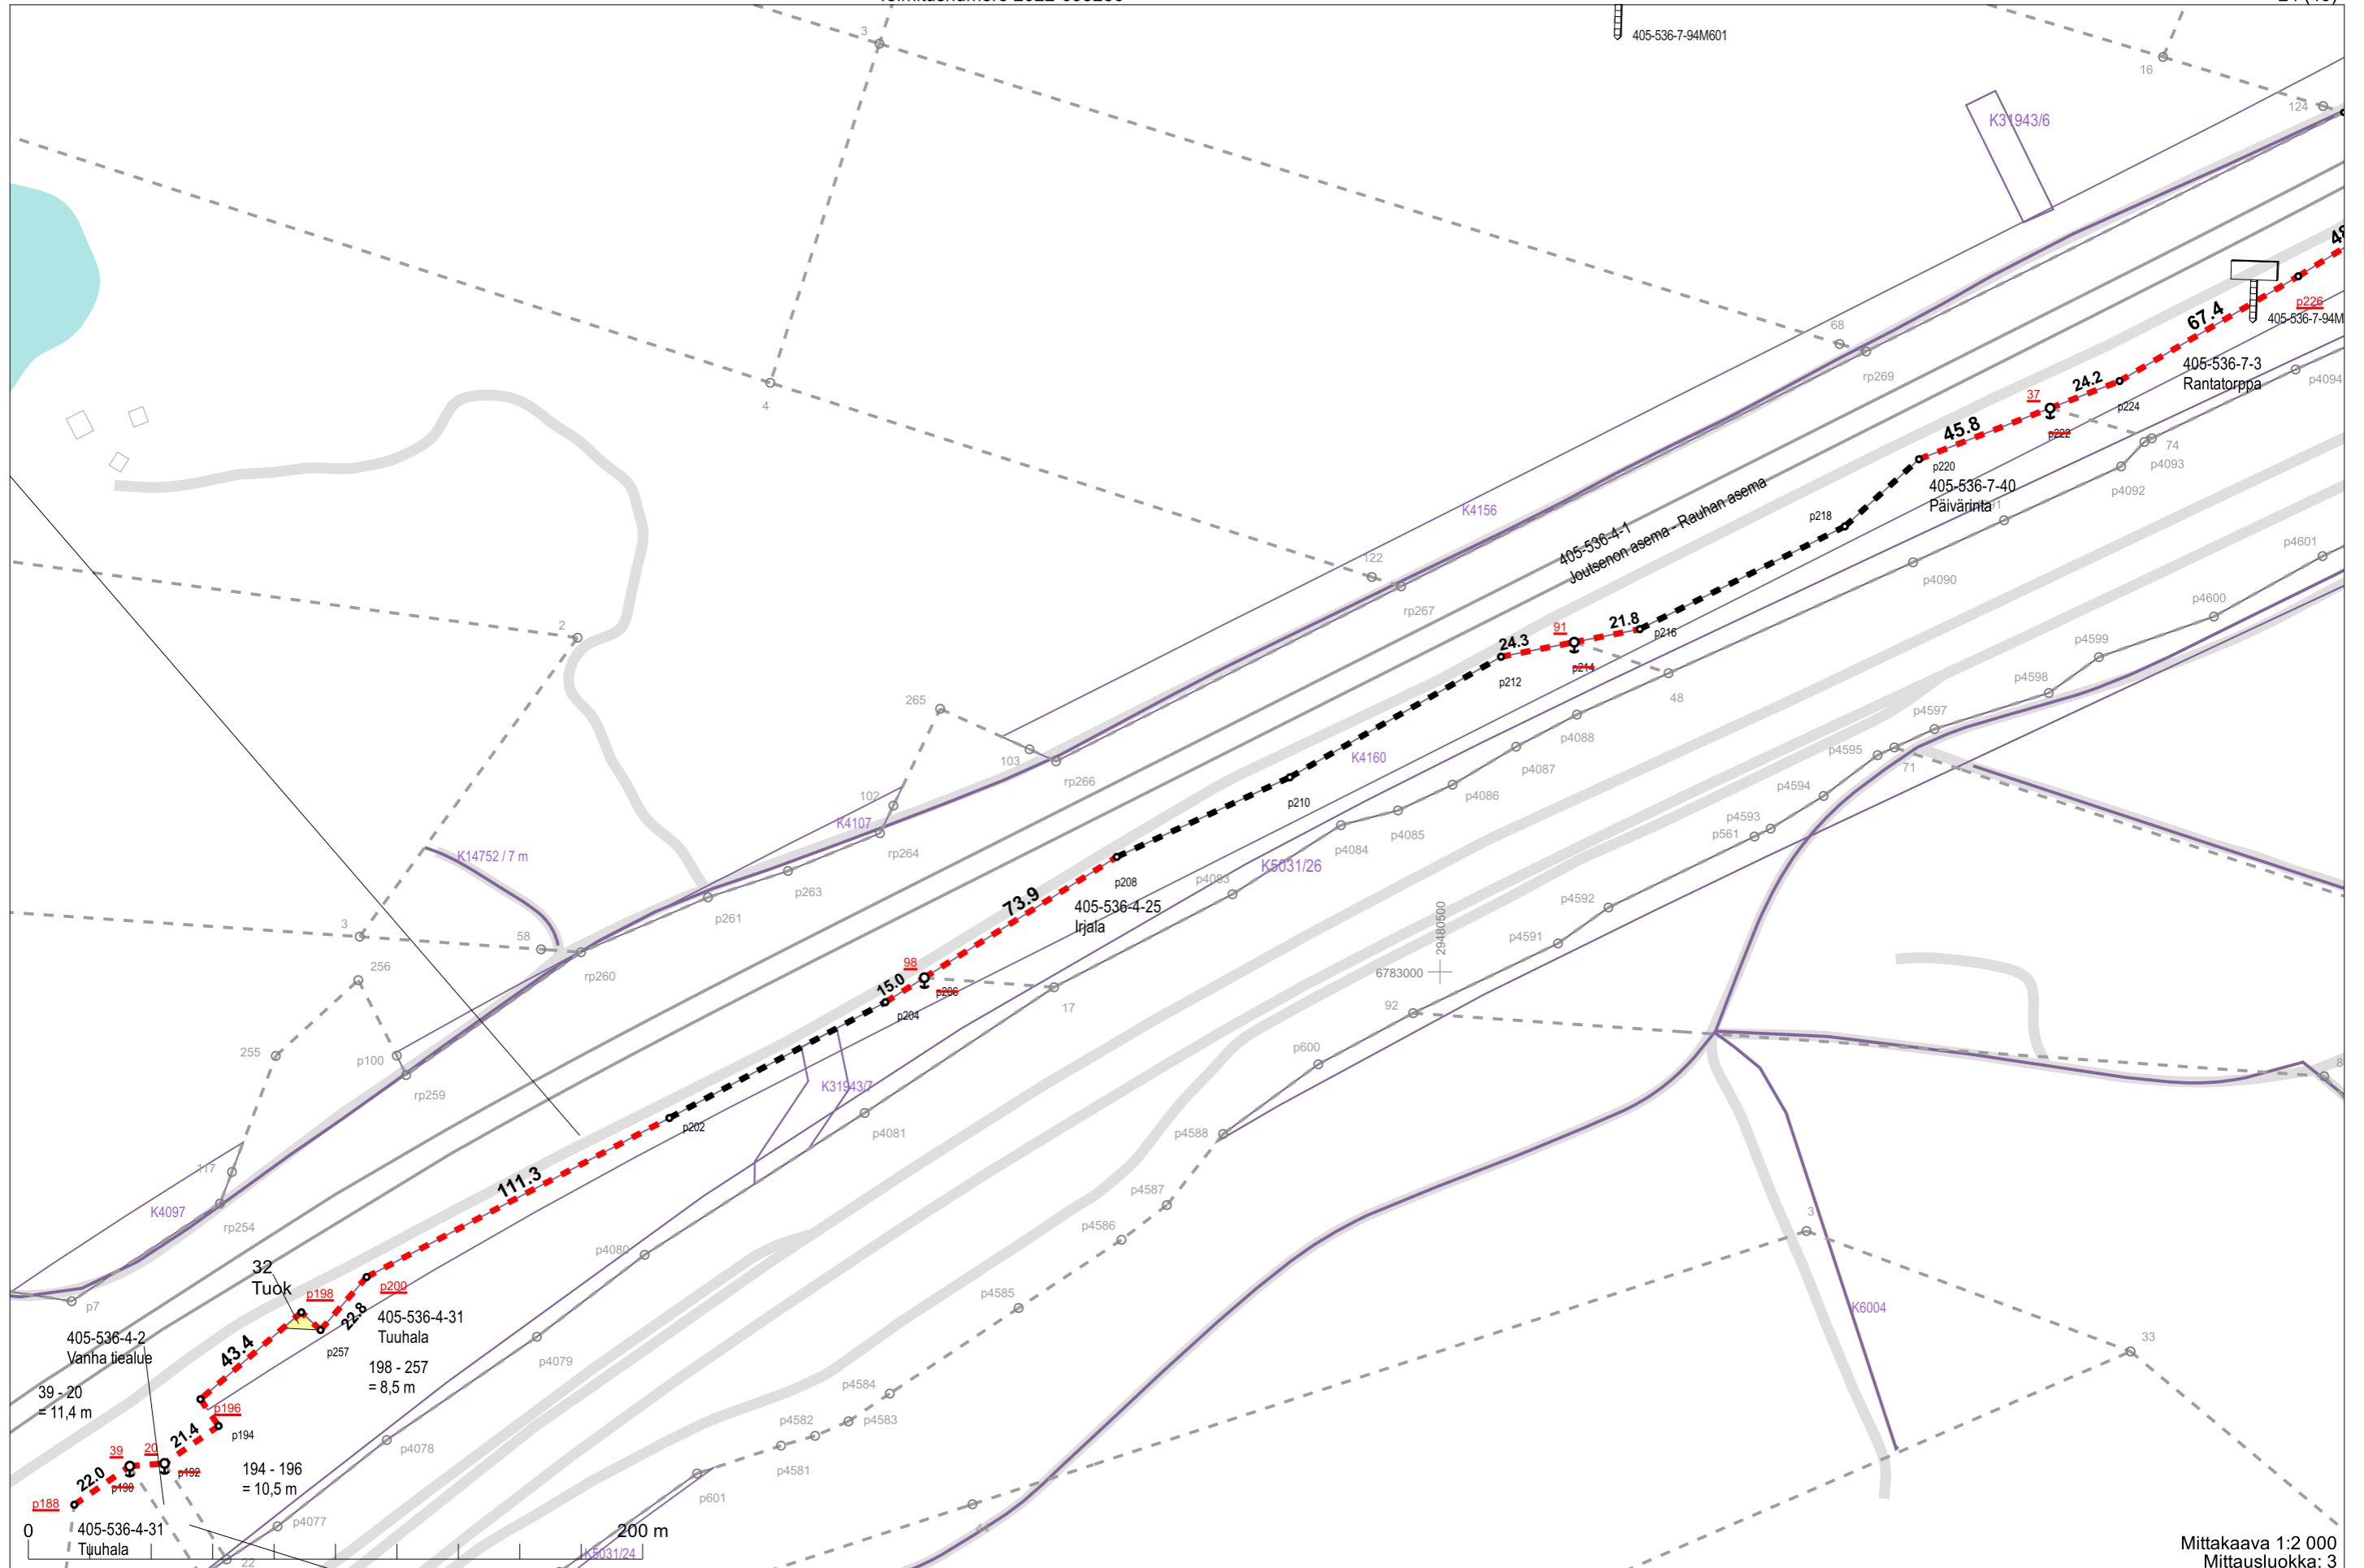 3
405-536-7-94M601
16
124
K31943/6
48
p226
405-536-7-94M
67.4
68
rp269
405-536-7-3
Rantatorppa
p4094
24.2
37
p224
4
p222
45.8
74
p4093
p220
p4092
405-536-7-40
Päivärinta
K4156
405-536-4-1
Joutsenon asema - Rauhan asema
p218
p4601
122
p4090
rp267
p4600
2
91
21.8
24.3
p216
p4599
p214
p212
48
p4598
265
p4597
p4088
103
rp266
K4160
p4087
p4595
71
102
p210
p4086
p4594
K4107
rp264
p4085
p4593
p561
p4084
K14752 / 7 m
p208
K5031/26
p263
p4083
73.9
405-536-4-25
Irjala
p261
p4592
3
58
29480500
p4591
98
256
rp260
6783000
15.0
p206
17
92
p204
255
p100
p600
8
K31943/7
rp259
p202
p4081
p4588
117
111.3
p4587
K4097
rp254
3
p4586
p4080
32
Tuok
p198
p200
p7
22.8
405-536-4-31
Tuuhala
p4585
K6004
405-536-4-2
Vanha tiealue
p257
43.4
p4079
33
198 - 257
= 8,5 m
39 - 20
= 11,4 m
p4584
p196
p4582
p4583
p194
21.4
p4078
39
20
p4581
194 - 196
= 10,5 m
p192
22.0
p190
p601
p188
405-536-4-31
Tuuhala
p4077
0
200 m
22
K5031/24
Mittakaava 1:2 000
Mittausluokka: 3